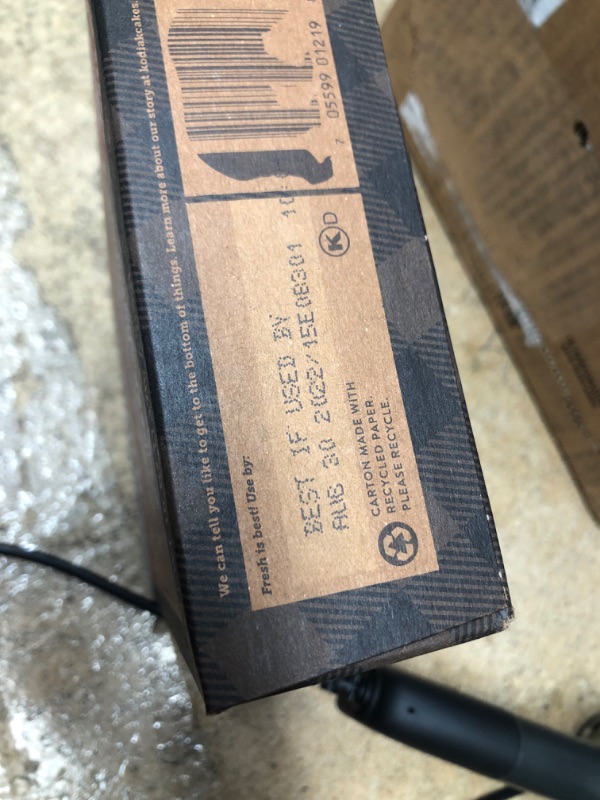 We can tell you like to get to the bottom of things. Learn more about our story at kodiakcakes.
7 05599 01219
Fresh is best! Use by:
BEST IF USED BY
AUG 30 2022/15E08301
K D
CARTON MADE WITH
RECYCLED PAPER.
PLEASE RECYCLE.